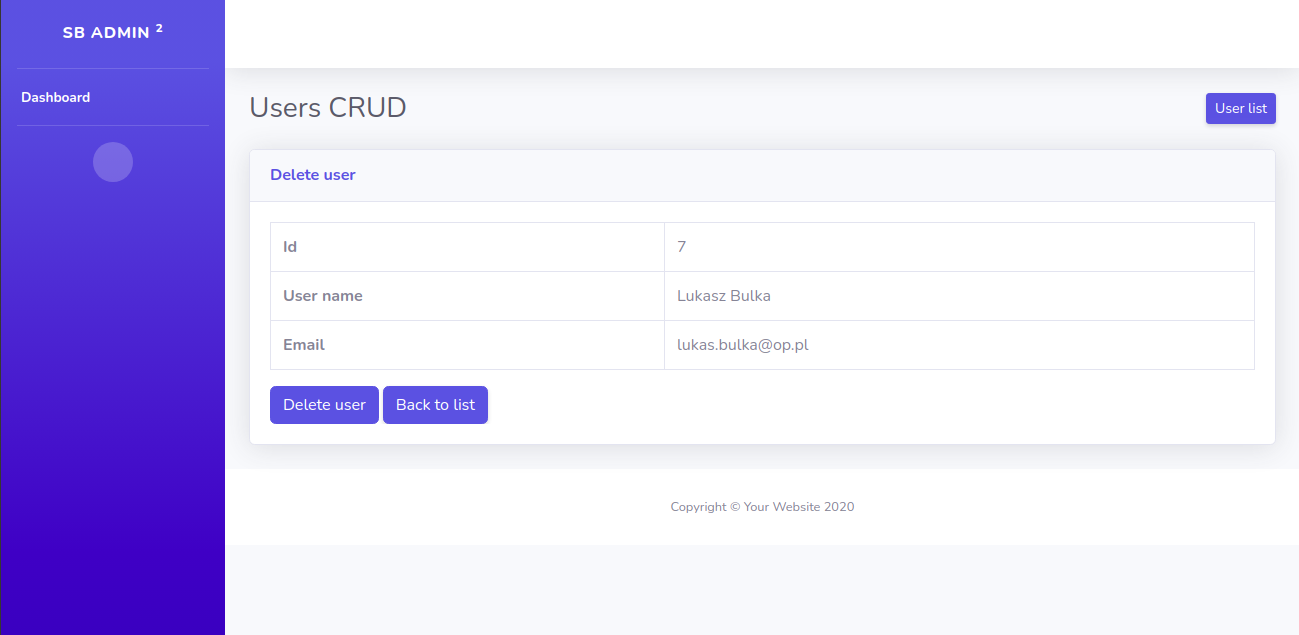 SB ADMIN 2
Dashboard
Users CRUD
User list
Delete user
Id 7
User name Lukasz Bulka
Email lukas.bulka@op.pl
Delete user Back to list
Copyright © Your Website 2020